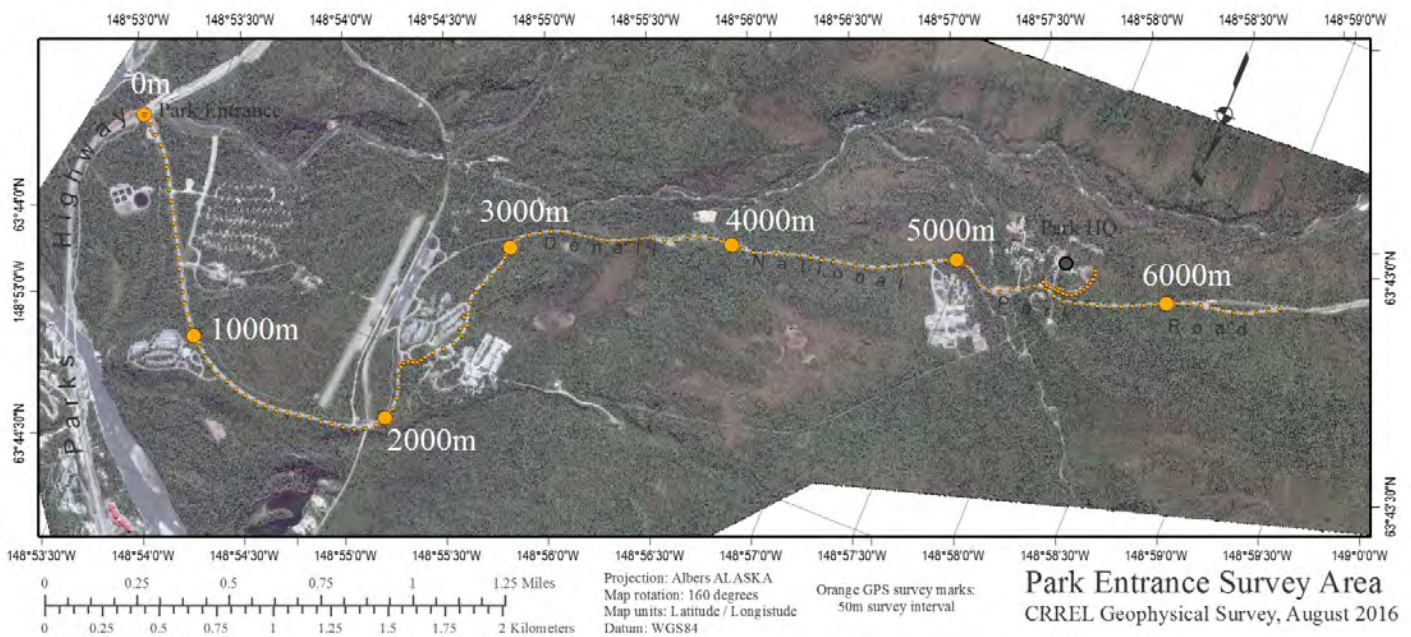 148°53'0"W 148°53'30"W 148°54'0"W 148°54'30"W 148°55'0"W 148°55'30"W 148°56'0"W 148°56'30"W 148°57'0"W 148°57'30"W 148°58'0"W 148°58'30"W 148°59'0"W
0m
Park Entrance
Parks Highway
63°44'0"N
148°53'0"W
63°44'30"N
1000m
2000m
3000m
4000m
5000m
Park HQ
6000m
Denali National Park Road
63°43'0"N
63°43'30"N
148°53'30"W 148°54'0"W 148°54'30"W 148°55'0"W 148°55'30"W 148°56'0"W 148°56'30"W 148°57'0"W 148°57'30"W 148°58'0"W 148°58'30"W 148°59'0"W 148°59'30"W 149°0'0"W
0 0.25 0.5 0.75 1 1.25 Miles
0 0.25 0.5 0.75 1 1.25 1.5 1.75 2 Kilometers
Projection: Albers ALASKA
Map rotation: 160 degrees
Map units: Latitude / Longistude
Datum: WGS84
Orange GPS survey marks:
50m survey interval
Park Entrance Survey Area
CRREL Geophysical Survey, August 2016